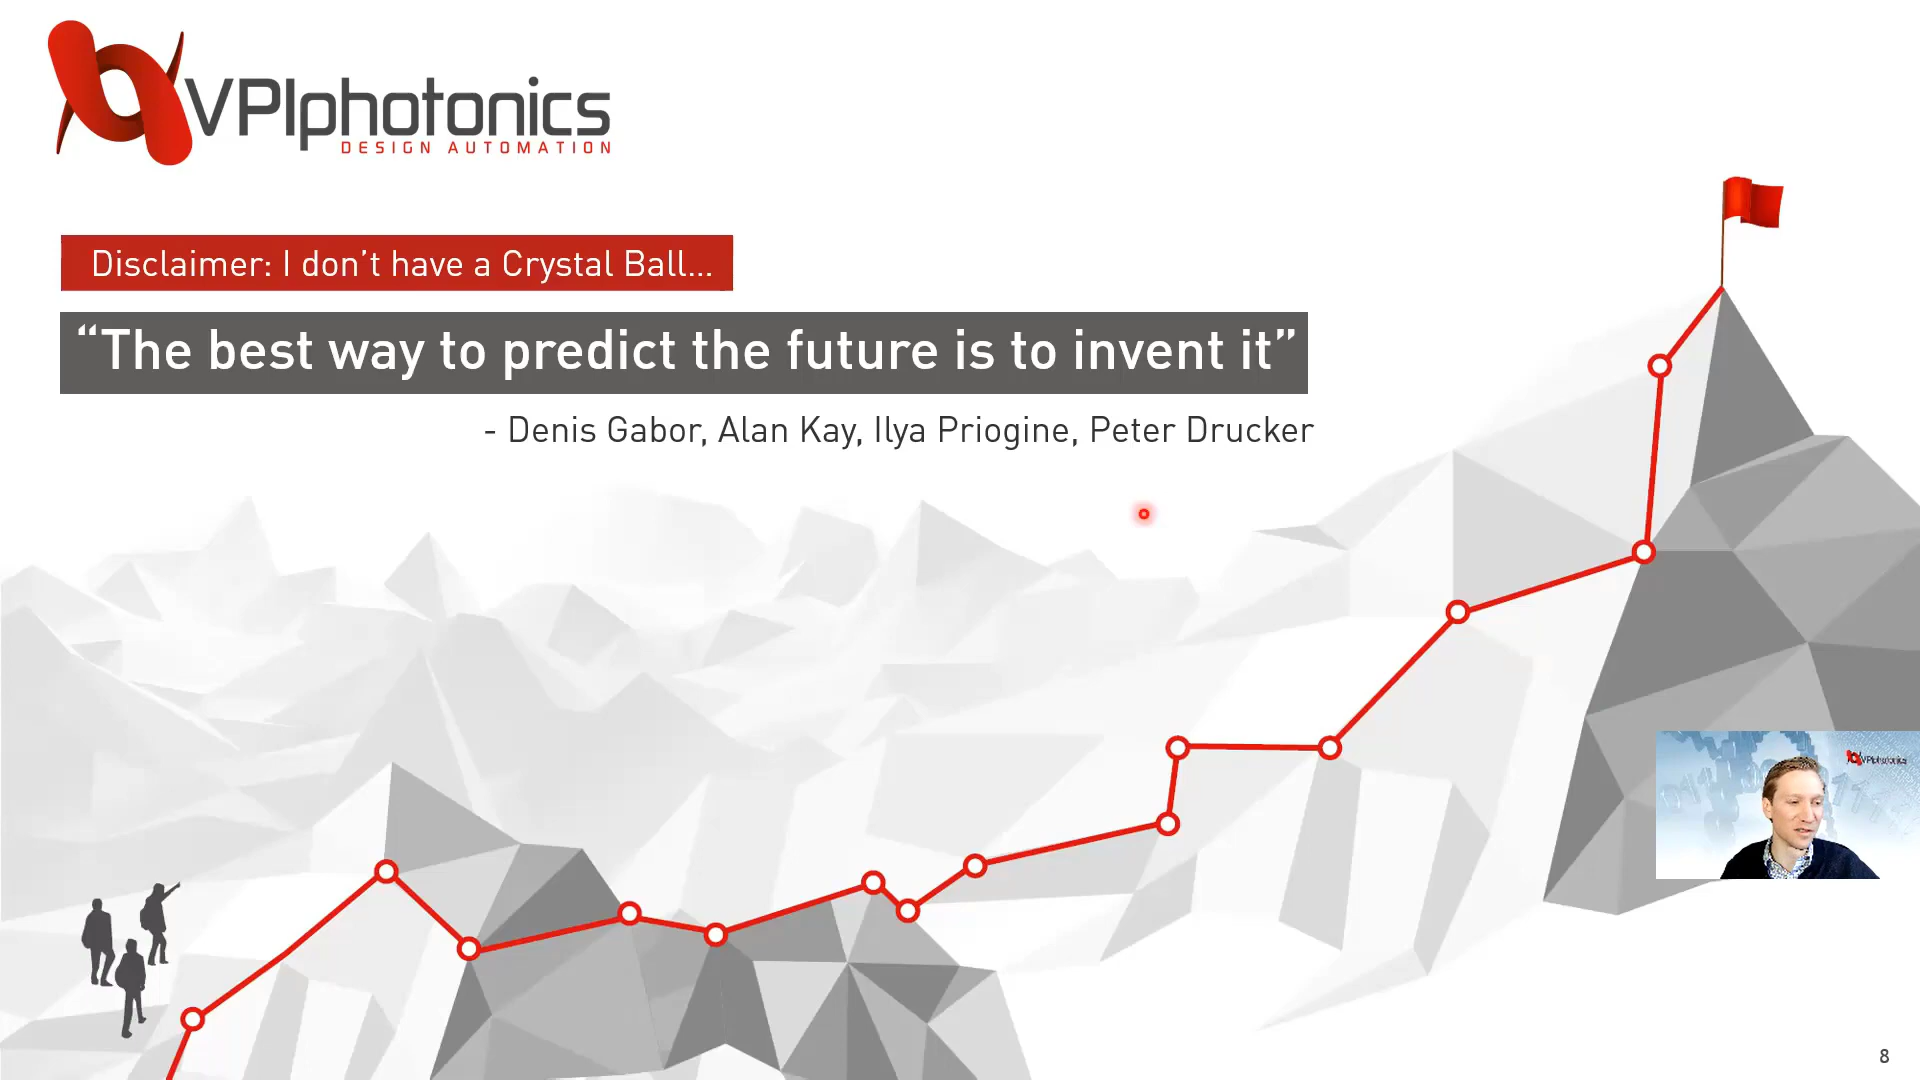 VPIphotonics
DESIGN AUTOMATION
Disclaimer: I don’t have a Crystal Ball...
“The best way to predict the future is to invent it”
- Denis Gabor, Alan Kay, Ilya Priogine, Peter Drucker
VPIphotonics
8